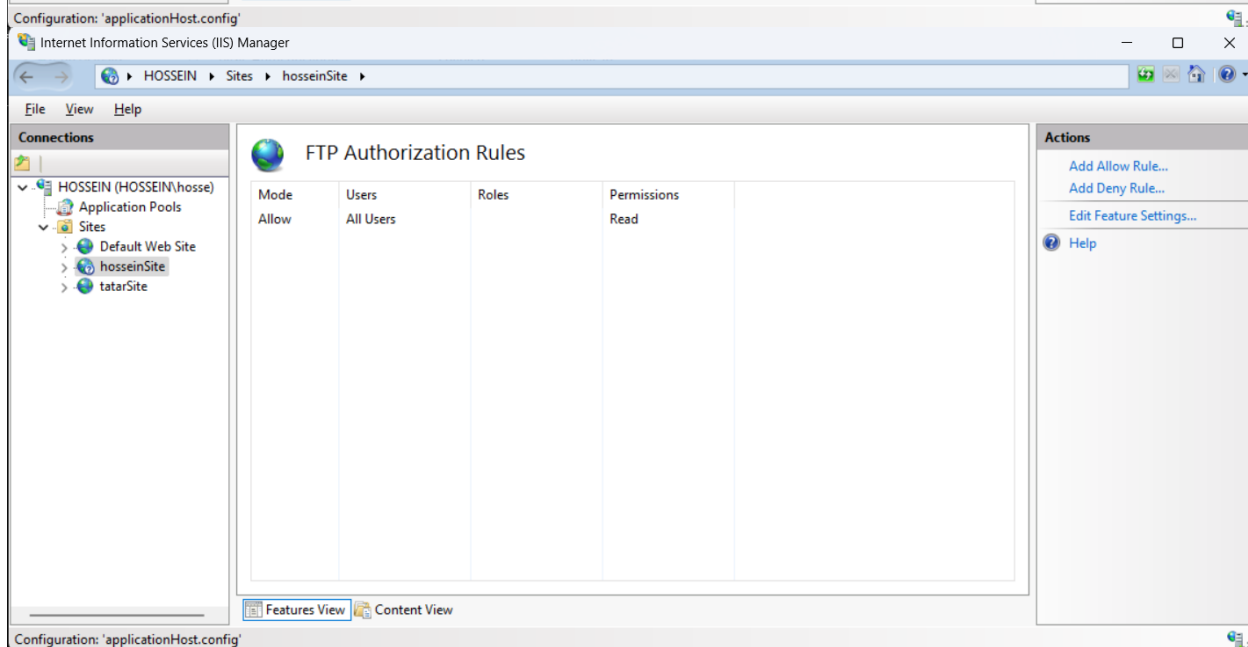 Configuration: 'applicationHost.config'
Internet Information Services (IIS) Manager
HOSSEIN Sites hosseinSite
File View Help
Connections
HOSSEIN (HOSSEIN\hosse)
Application Pools
Sites
Default Web Site
hosseinSite
tatarSite
FTP Authorization Rules
Mode Users Roles Permissions
Allow All Users Read
Features View Content View
Actions
Add Allow Rule...
Add Deny Rule...
Edit Feature Settings...
Help
Configuration: 'applicationHost.config'